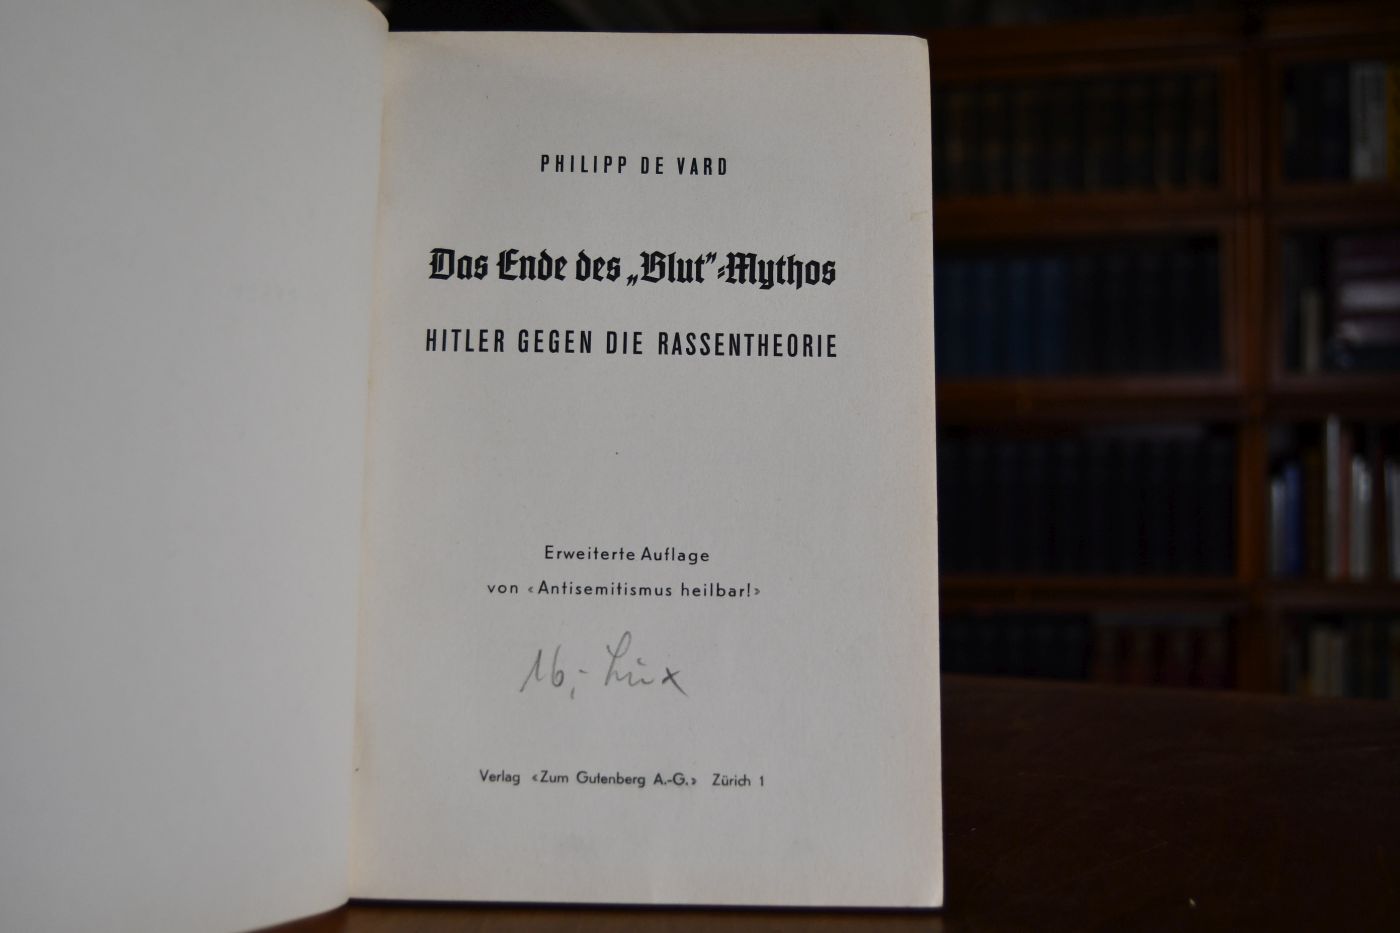 PHILIPP DE VARD
Das Ende des „Blut“-Mythos
HITLER GEGEN DIE RASSENTHEORIE
Erweiterte Auflage
von «Antisemitismus heilbar!»
16,-
Verlag «Zum Gutenberg A.-G.» Zürich 1